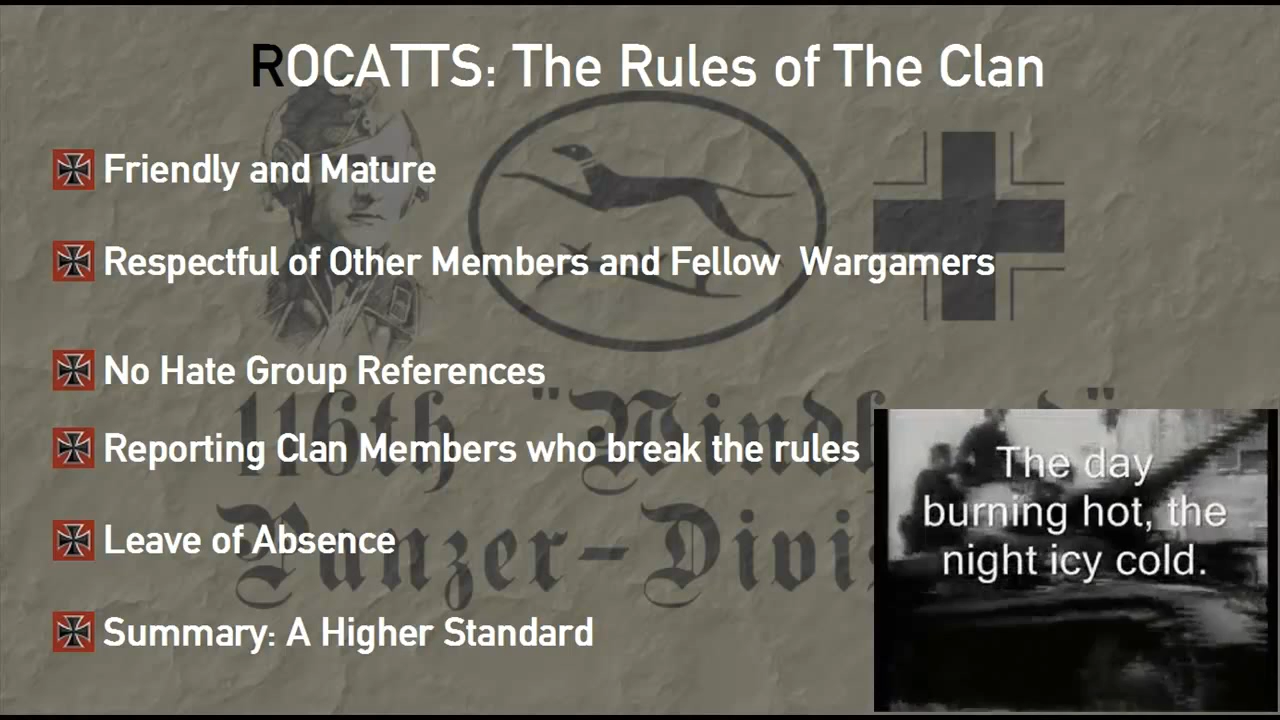 ROCATTS: The Rules of The Clan
Friendly and Mature
Respectful of Other Members and Fellow Wargamers
No Hate Group References
116th "Windh
Reporting Clan Members who break the rules
Leave of Absence
Panzer-Divis
Summary: A Higher Standard
The day
burning hot, the
night icy cold.